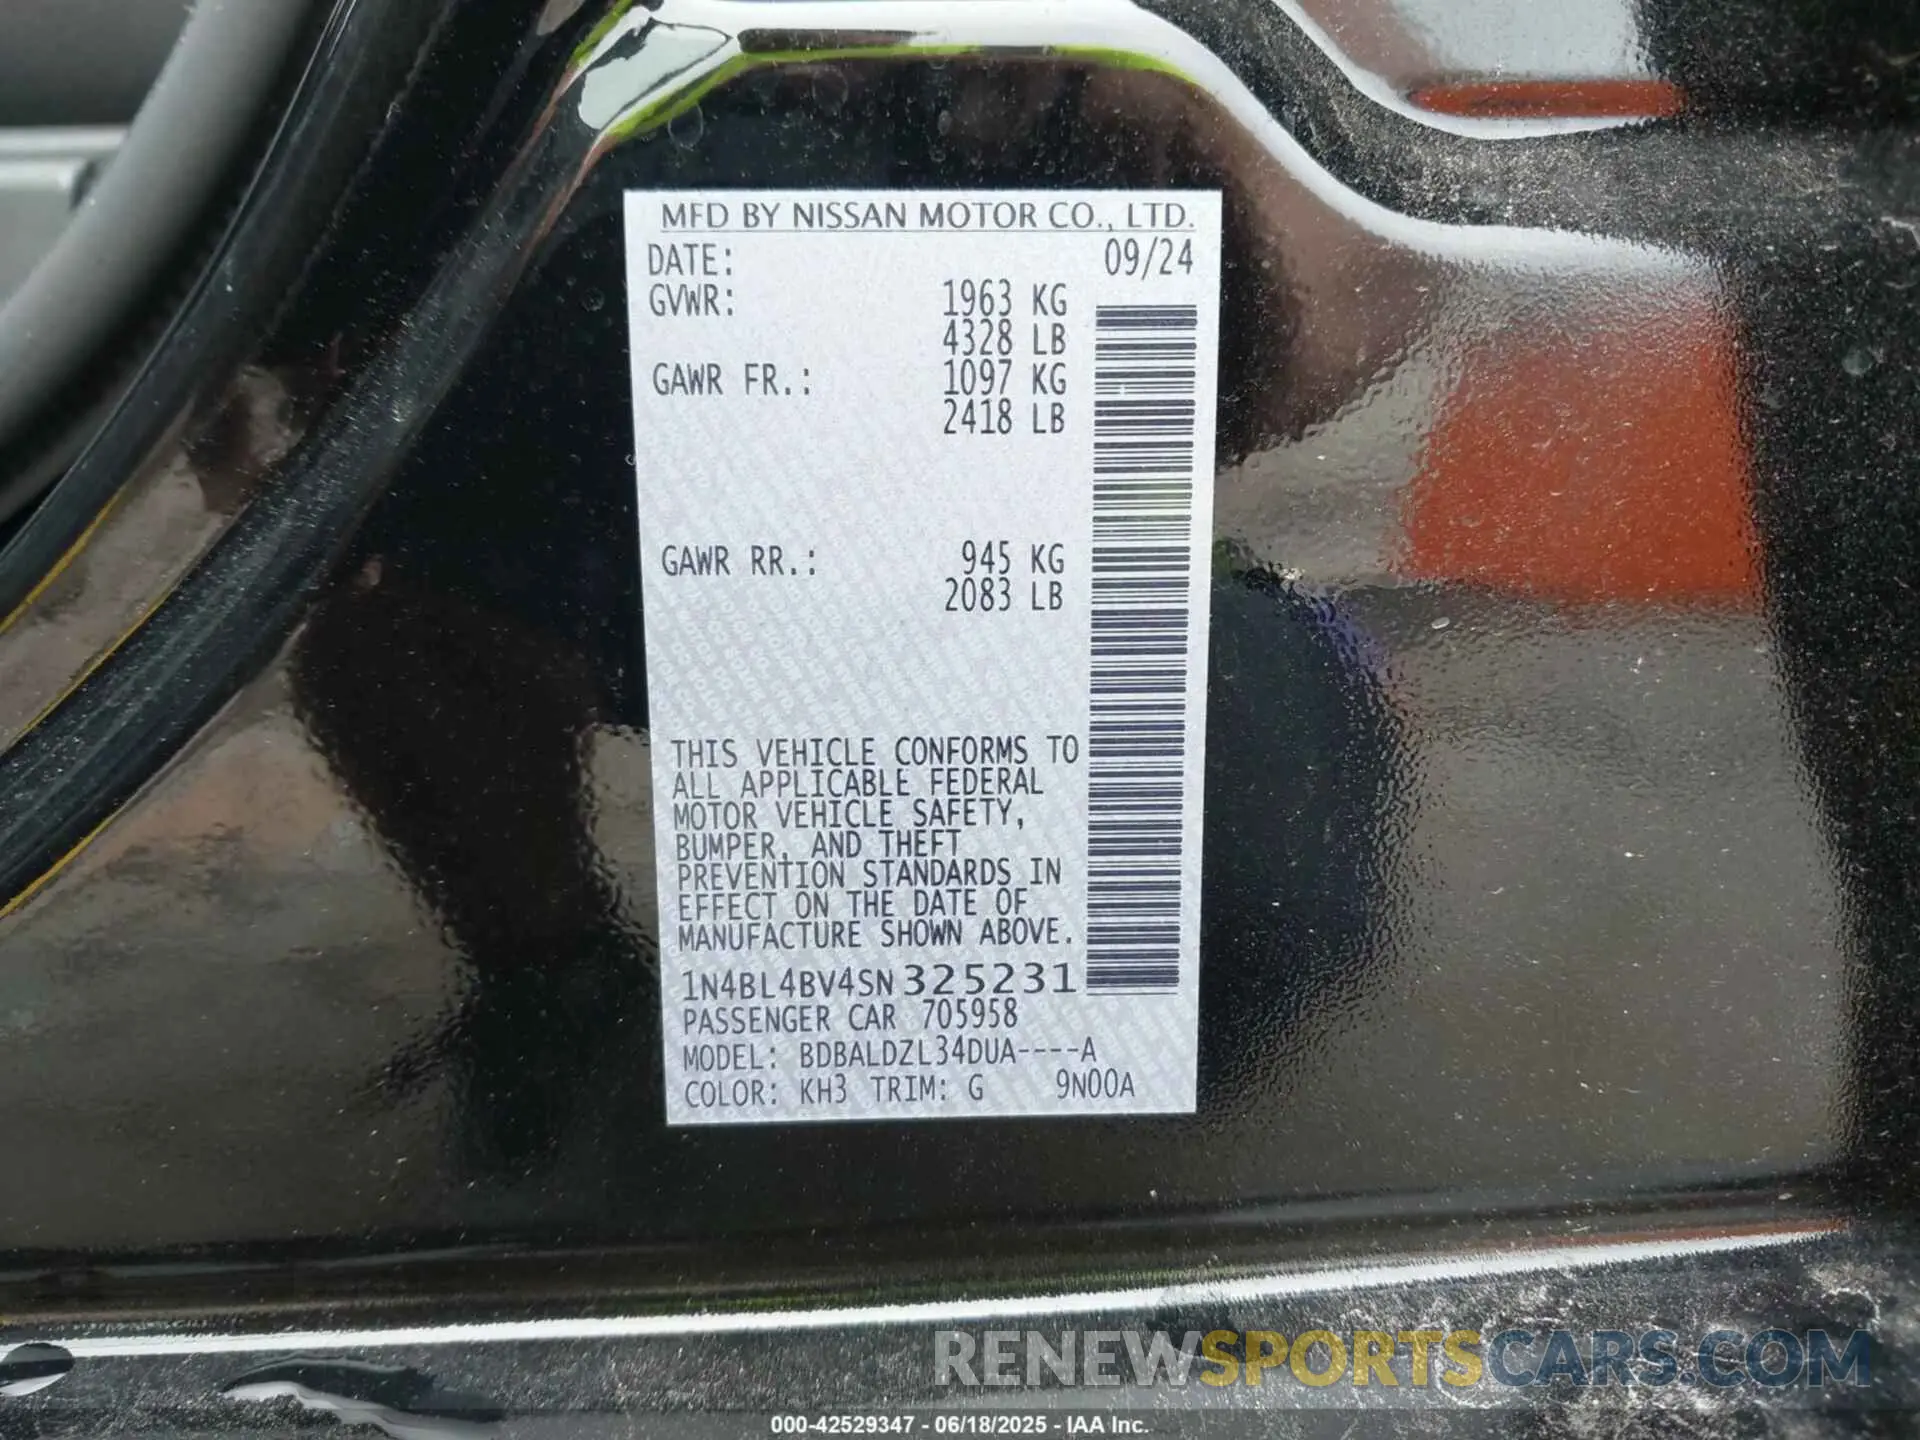 MFD BY NISSAN MOTOR CO., LTD.
DATE: 09/24
GVWR: 1963 KG
4328 LB
GAWR FR.: 1097 KG
2418 LB
GAWR RR.: 945 KG
2083 LB
THIS VEHICLE CONFORMS TO
ALL APPLICABLE FEDERAL
MOTOR VEHICLE SAFETY,
BUMPER, AND THEFT
PREVENTION STANDARDS IN
EFFECT ON THE DATE OF
MANUFACTURE SHOWN ABOVE.
1N4BL4BV4SN325231
PASSENGER CAR 705958
MODEL: BDBALDZL34DUA----A
COLOR: KH3 TRIM: G 9N00A
RENEWSPORTSCARS.COM
000-42529347 - 06/18/2025 - IAA Inc.